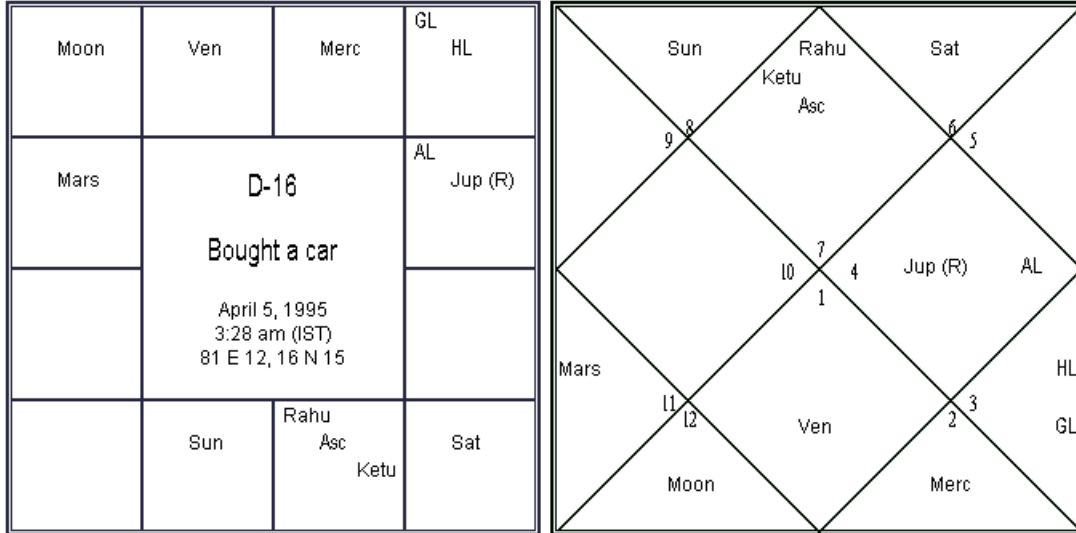 GL
Moon Ven Merc HL
AL
Mars Jup (R)
D-16
Bought a car
April 5, 1995
3:28 am (IST)
81 E 12, 16 N 15
Rahu
Sun Asc Sat
Ketu
Sun Rahu Sat
Ketu
Asc
8 6
9 5
7
10 4 Jup (R) AL
1
Mars HL
11 3
12 2
Ven GL
Moon Merc